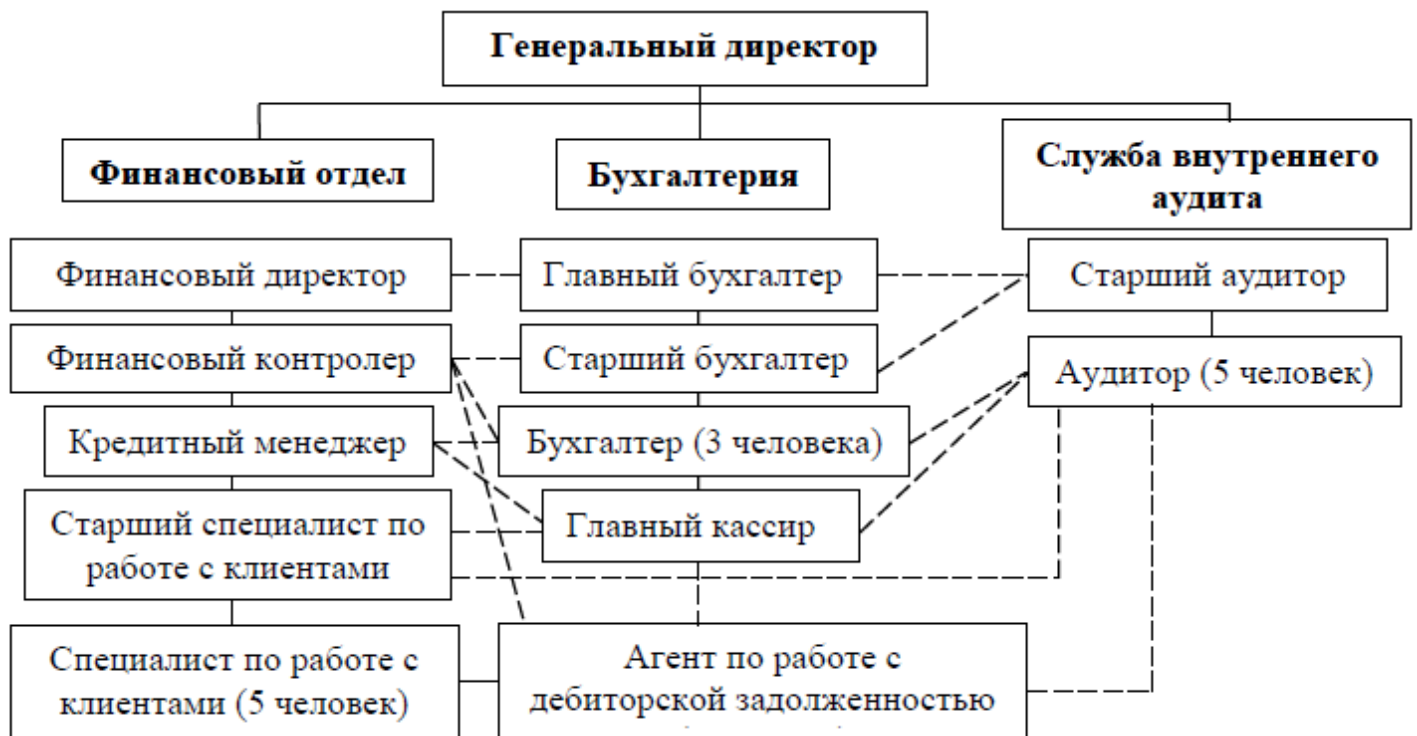 Генеральный директор
Финансовый отдел
Бухгалтерия
Служба внутреннего
аудита
Финансовый директор
Главный бухгалтер
Старший аудитор
Финансовый контролер
Старший бухгалтер
Аудитор (5 человек)
Кредитный менеджер
Бухгалтер (3 человека)
Старший специалист по
работе с клиентами
Главный кассир
Специалист по работе с
клиентами (5 человек)
Агент по работе с
дебиторской задолженностью